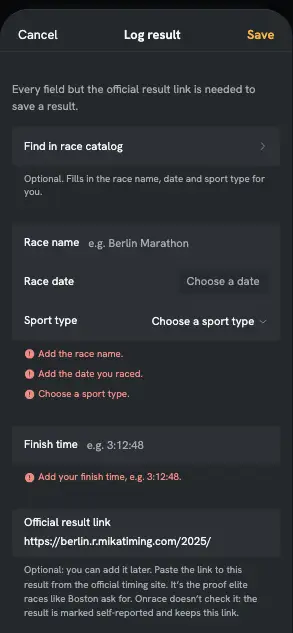 Cancel Log result Save
Every field but the official result link is needed to
save a result.
Find in race catalog
Optional. Fills in the race name, date and sport type for
you.
Race name e.g. Berlin Marathon
Race date Choose a date
Sport type Choose a sport type
Add the race name.
Add the date you raced.
Choose a sport type.
Finish time e.g. 3:12:48
Add your finish time, e.g. 3:12:48.
Official result link
https://berlin.r.mikatiming.com/2025/
Optional: you can add it later. Paste the link to this
result from the official timing site. It's the proof elite
races like Boston ask for. Onrace doesn't check it: the
result is marked self-reported and keeps this link.